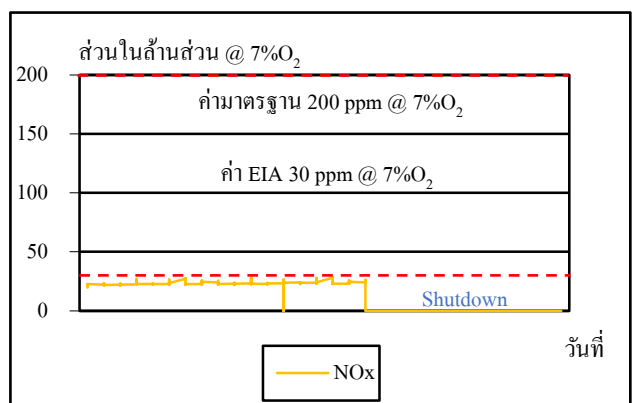 ส่วนในล้านส่วน @ 7%O₂
200
ค่ามาตรฐาน 200 ppm @ 7%O₂
150
ค่า EIA 30 ppm @ 7%O₂
100
50
0
Shutdown
วันที่
NOx